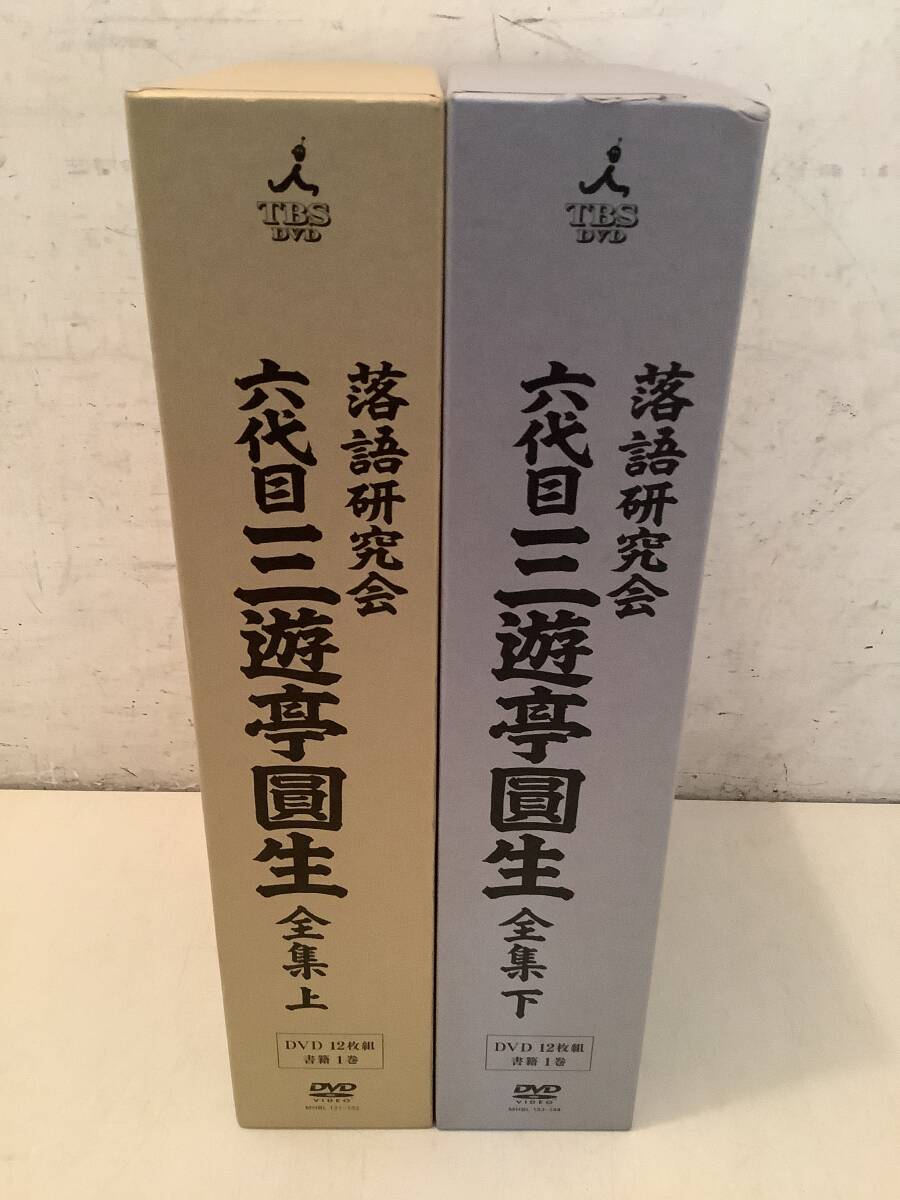 TBS
DVD
落語研究会
六代目 三遊亭圓生 全集 上
DVD 12枚組
書籍 1巻
DVD
VIDEO
TBS
DVD
落語研究会
六代目 三遊亭圓生 全集 下
DVD 12枚組
書籍 1巻
DVD
VIDEO